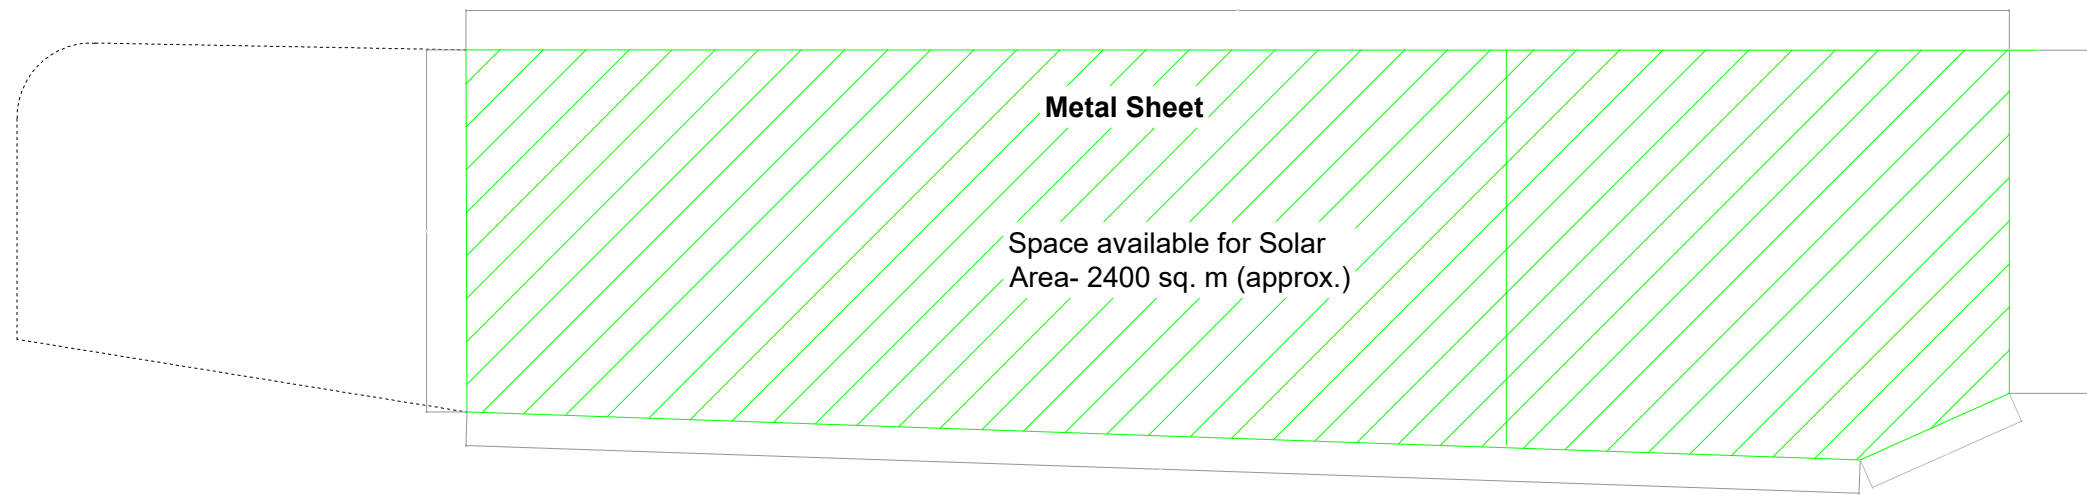 Metal Sheet
Space available for Solar
Area- 2400 sq. m (approx.)